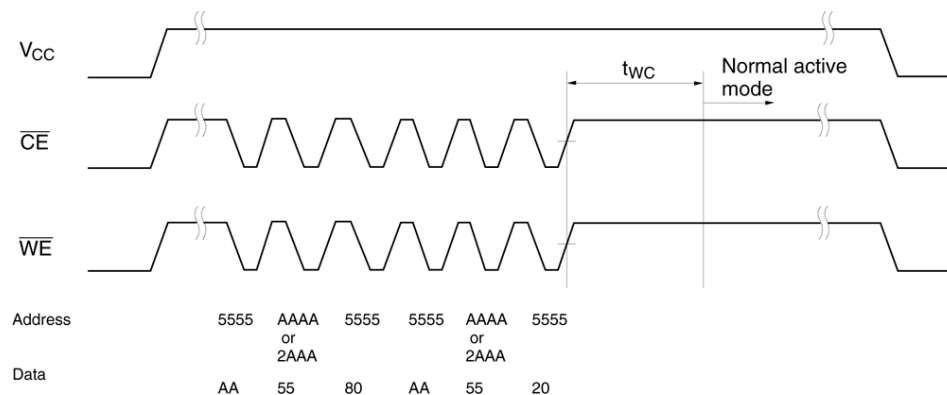 VCC
tWC
Normal active
mode
CE
WE
Address 5555 AAAA 5555 5555 AAAA 5555
or or
2AAA 2AAA
Data
AA 55 80 AA 55 20